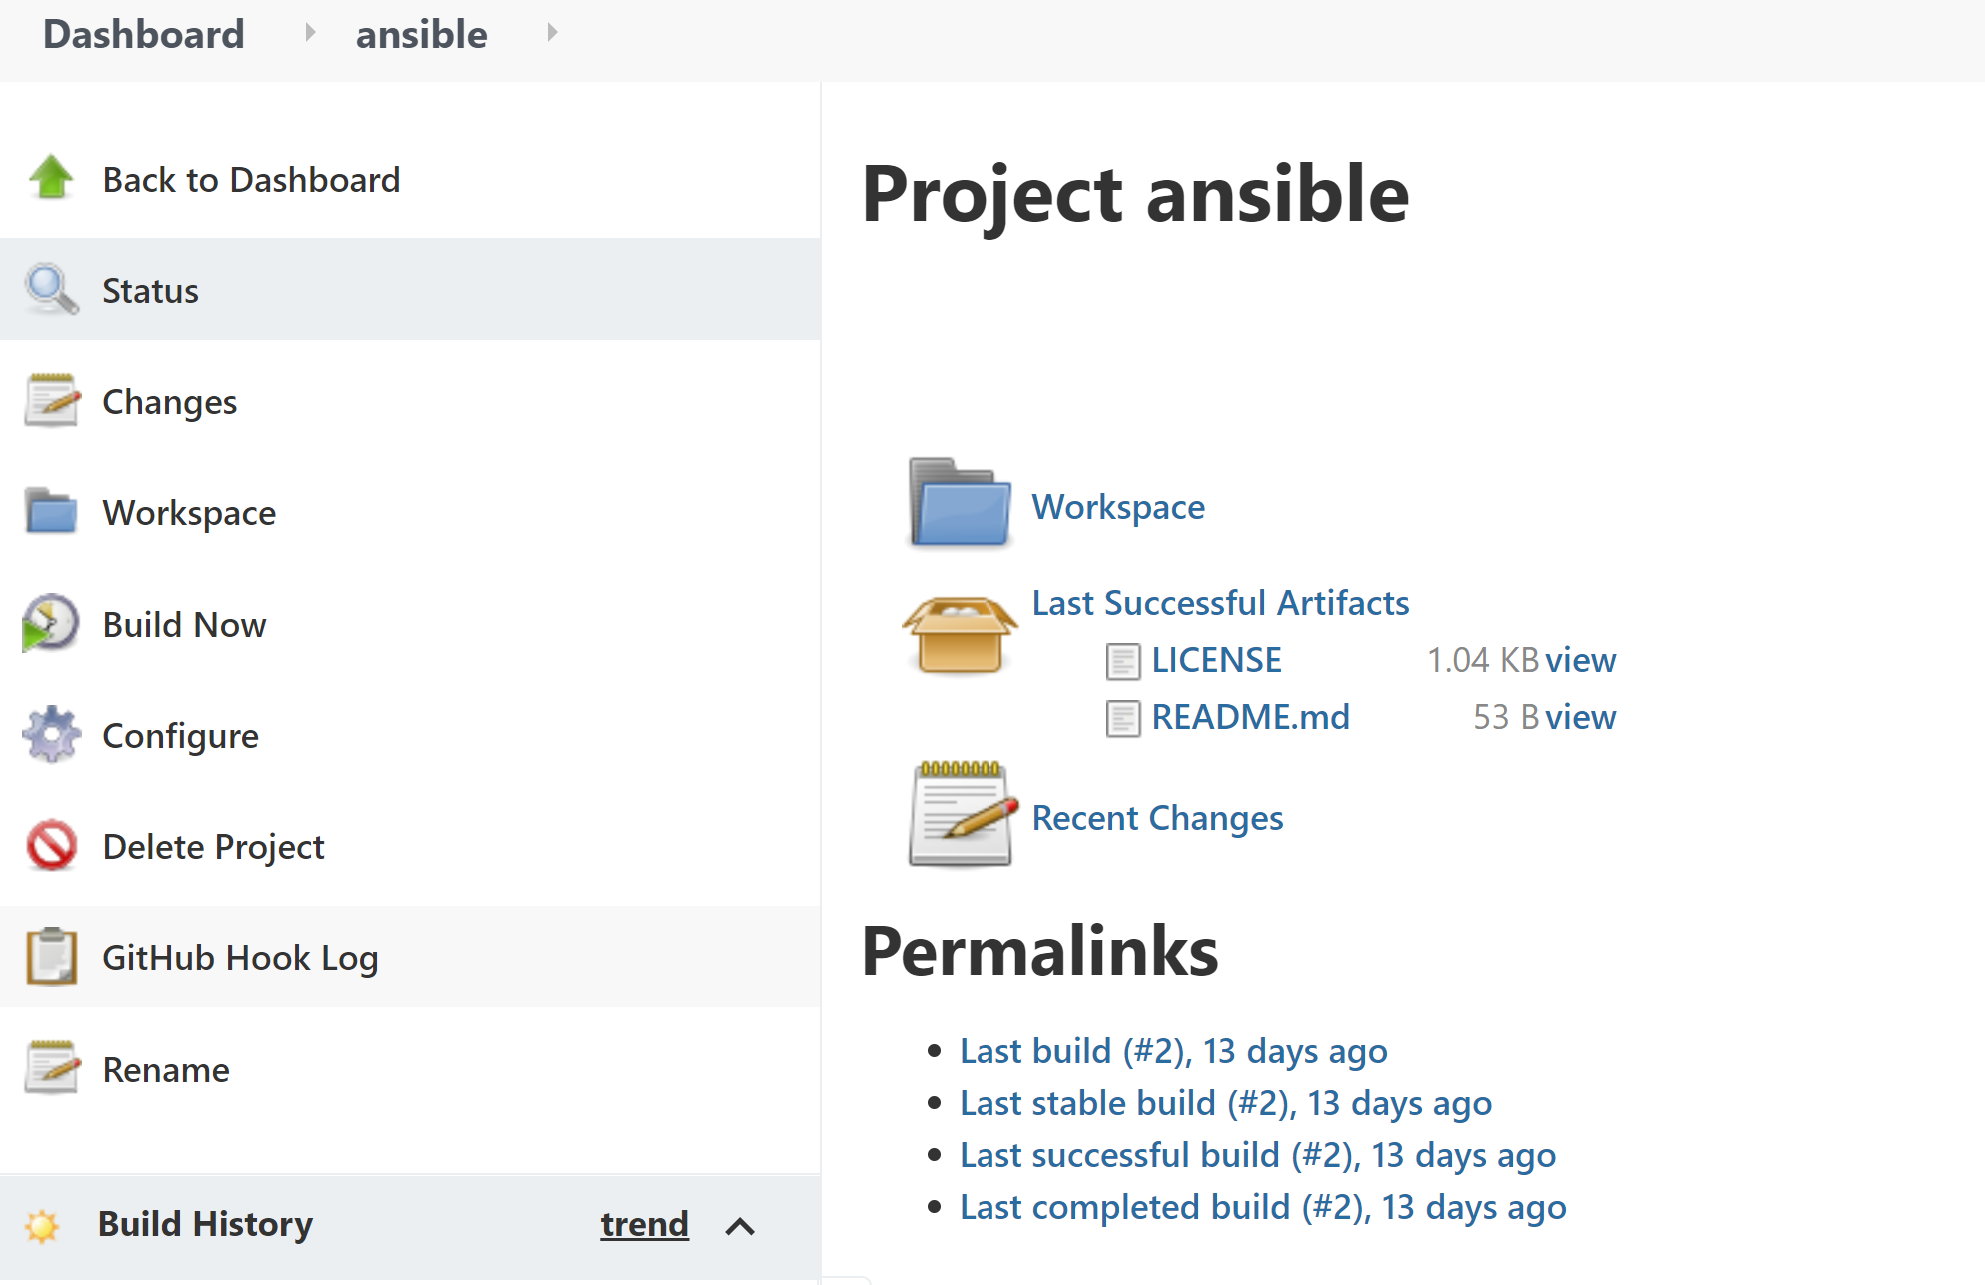 Dashboard ansible
Back to Dashboard
Status
Changes
Workspace
Build Now
Configure
Delete Project
GitHub Hook Log
Rename
Build History trend
Project ansible
Workspace
Last Successful Artifacts
LICENSE 1.04 KB view
README.md 53 B view
Recent Changes
Permalinks
Last build (#2), 13 days ago
Last stable build (#2), 13 days ago
Last successful build (#2), 13 days ago
Last completed build (#2), 13 days ago